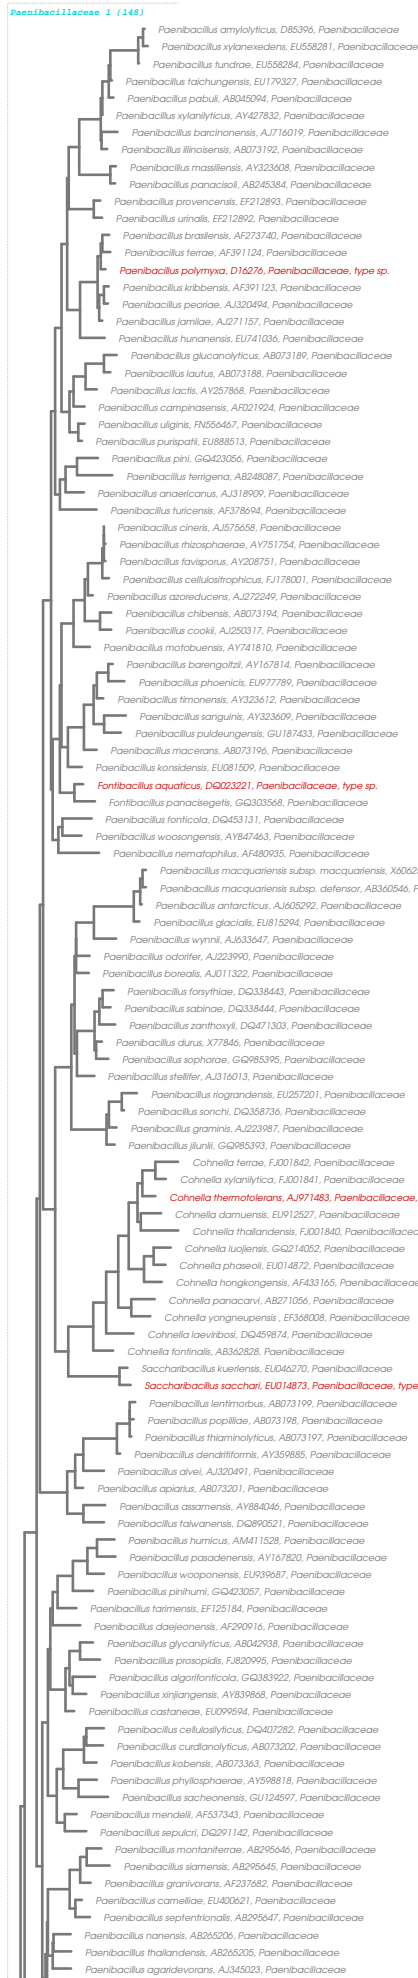 Paenibacillaceae 1 (148)
Paenibacillus amylolyticus, D85396, Paenibacillaceae
Paenibacillus xylanexedens, EU558281, Paenibacillaceae
Paenibacillus tundrae, EU558284, Paenibacillaceae
Paenibacillus taichungensis, EU179327, Paenibacillaceae
Paenibacillus pabuli, AB045094, Paenibacillaceae
Paenibacillus xylanilyticus, AY427832, Paenibacillaceae
Paenibacillus barcinonensis, AJ716019, Paenibacillaceae
Paenibacillus illinoisensis, AB073192, Paenibacillaceae
Paenibacillus massiliensis, AY323608, Paenibacillaceae
Paenibacillus panacisoli, AB245384, Paenibacillaceae
Paenibacillus provencensis, EF212893, Paenibacillaceae
Paenibacillus urinalis, EF212892, Paenibacillaceae
Paenibacillus brasilensis, AF273740, Paenibacillaceae
Paenibacillus terrae, AF391124, Paenibacillaceae
Paenibacillus polymyxa, D16276, Paenibacillaceae, type sp.
Paenibacillus kribbensis, AF391123, Paenibacillaceae
Paenibacillus peoriae, AJ320494, Paenibacillaceae
Paenibacillus jamilae, AJ271157, Paenibacillaceae
Paenibacillus hunanensis, EU741036, Paenibacillaceae
Paenibacillus glucanolyticus, AB073189, Paenibacillaceae
Paenibacillus lautus, AB073188, Paenibacillaceae
Paenibacillus lactis, AY257868, Paenibacillaceae
Paenibacillus campinasensis, AF021924, Paenibacillaceae
Paenibacillus uliginis, FN556467, Paenibacillaceae
Paenibacillus purispatii, EU888513, Paenibacillaceae
Paenibacillus pini, GQ423056, Paenibacillaceae
Paenibacillus terrigena, AB248087, Paenibacillaceae
Paenibacillus anaericanus, AJ318909, Paenibacillaceae
Paenibacillus turicensis, AF378694, Paenibacillaceae
Paenibacillus cineris, AJ575658, Paenibacillaceae
Paenibacillus rhizosphaerae, AY751754, Paenibacillaceae
Paenibacillus favisporus, AY208751, Paenibacillaceae
Paenibacillus cellulositrophicus, FJ178001, Paenibacillaceae
Paenibacillus azoreducens, AJ272249, Paenibacillaceae
Paenibacillus chibensis, AB073194, Paenibacillaceae
Paenibacillus cookii, AJ250317, Paenibacillaceae
Paenibacillus motobuensis, AY741810, Paenibacillaceae
Paenibacillus barengoltzii, AY167814, Paenibacillaceae
Paenibacillus phoenicis, EU977789, Paenibacillaceae
Paenibacillus timonensis, AY323612, Paenibacillaceae
Paenibacillus sanguinis, AY323609, Paenibacillaceae
Paenibacillus puldeungensis, GU187433, Paenibacillaceae
Paenibacillus macerans, AB073196, Paenibacillaceae
Paenibacillus konsidensis, EU081509, Paenibacillaceae
Fontibacillus aquaticus, DQ023221, Paenibacillaceae, type sp.
Fontibacillus panacisegetis, GQ303568, Paenibacillaceae
Paenibacillus fonticola, DQ453131, Paenibacillaceae
Paenibacillus woosongensis, AY847463, Paenibacillaceae
Paenibacillus nematophilus, AF480935, Paenibacillaceae
Paenibacillus macquariensis subsp. macquariensis, X6062
Paenibacillus macquariensis subsp. defensor, AB360546, P
Paenibacillus antarcticus, AJ605292, Paenibacillaceae
Paenibacillus glacialis, EU815294, Paenibacillaceae
Paenibacillus wynnii, AJ633647, Paenibacillaceae
Paenibacillus odorifer, AJ223990, Paenibacillaceae
Paenibacillus borealis, AJ011322, Paenibacillaceae
Paenibacillus forsythiae, DQ338443, Paenibacillaceae
Paenibacillus sabinae, DQ338444, Paenibacillaceae
Paenibacillus zanthoxyli, DQ471303, Paenibacillaceae
Paenibacillus durus, X77846, Paenibacillaceae
Paenibacillus sophorae, GQ985395, Paenibacillaceae
Paenibacillus stellifer, AJ316013, Paenibacillaceae
Paenibacillus riograndensis, EU257201, Paenibacillaceae
Paenibacillus sonchi, DQ358736, Paenibacillaceae
Paenibacillus graminis, AJ223987, Paenibacillaceae
Paenibacillus jilunlii, GQ985393, Paenibacillaceae
Cohnella terrae, FJ001842, Paenibacillaceae
Cohnella xylanilytica, FJ001841, Paenibacillaceae
Cohnella thermotolerans, AJ971483, Paenibacillaceae,
Cohnella damuensis, EU912527, Paenibacillaceae
Cohnella thailandensis, FJ001840, Paenibacillaceae
Cohnella luojiensis, GQ214052, Paenibacillaceae
Cohnella phaseoli, EU014872, Paenibacillaceae
Cohnella hongkongensis, AF433165, Paenibacillaceae
Cohnella panacarvi, AB271056, Paenibacillaceae
Cohnella yongneupensis , EF368008, Paenibacillaceae
Cohnella laeviribosi, DQ459874, Paenibacillaceae
Cohnella fontinalis, AB362828, Paenibacillaceae
Saccharibacillus kuerlensis, EU046270, Paenibacillaceae
Saccharibacillus sacchari, EU014873, Paenibacillaceae, type
Paenibacillus lentimorbus, AB073199, Paenibacillaceae
Paenibacillus popilliae, AB073198, Paenibacillaceae
Paenibacillus thiaminolyticus, AB073197, Paenibacillaceae
Paenibacillus dendritiformis, AY359885, Paenibacillaceae
Paenibacillus alvei, AJ320491, Paenibacillaceae
Paenibacillus apiarius, AB073201, Paenibacillaceae
Paenibacillus assamensis, AY884046, Paenibacillaceae
Paenibacillus taiwanensis, DQ890521, Paenibacillaceae
Paenibacillus humicus, AM411528, Paenibacillaceae
Paenibacillus pasadenensis, AY167820, Paenibacillaceae
Paenibacillus wooponensis, EU939687, Paenibacillaceae
Paenibacillus pinihumi, GQ423057, Paenibacillaceae
Paenibacillus tarimensis, EF125184, Paenibacillaceae
Paenibacillus daejeonensis, AF290916, Paenibacillaceae
Paenibacillus glycanilyticus, AB042938, Paenibacillaceae
Paenibacillus prosopidis, FJ820995, Paenibacillaceae
Paenibacillus algorifonticola, GQ383922, Paenibacillaceae
Paenibacillus xinjiangensis, AY839868, Paenibacillaceae
Paenibacillus castaneae, EU099594, Paenibacillaceae
Paenibacillus cellulosilyticus, DQ407282, Paenibacillaceae
Paenibacillus curdlanolyticus, AB073202, Paenibacillaceae
Paenibacillus kobensis, AB073363, Paenibacillaceae
Paenibacillus phyllosphaerae, AY598818, Paenibacillaceae
Paenibacillus sacheonensis, GU124597, Paenibacillaceae
Paenibacillus mendelii, AF537343, Paenibacillaceae
Paenibacillus sepulcri, DQ291142, Paenibacillaceae
Paenibacillus montaniterrae, AB295646, Paenibacillaceae
Paenibacillus siamensis, AB295645, Paenibacillaceae
Paenibacillus granivorans, AF237682, Paenibacillaceae
Paenibacillus camelliae, EU400621, Paenibacillaceae
Paenibacillus septentrionalis, AB295647, Paenibacillaceae
Paenibacillus nanensis, AB265206, Paenibacillaceae
Paenibacillus thailandensis, AB265205, Paenibacillaceae
Paenibacillus agaridevorans, AJ345023, Paenibacillaceae